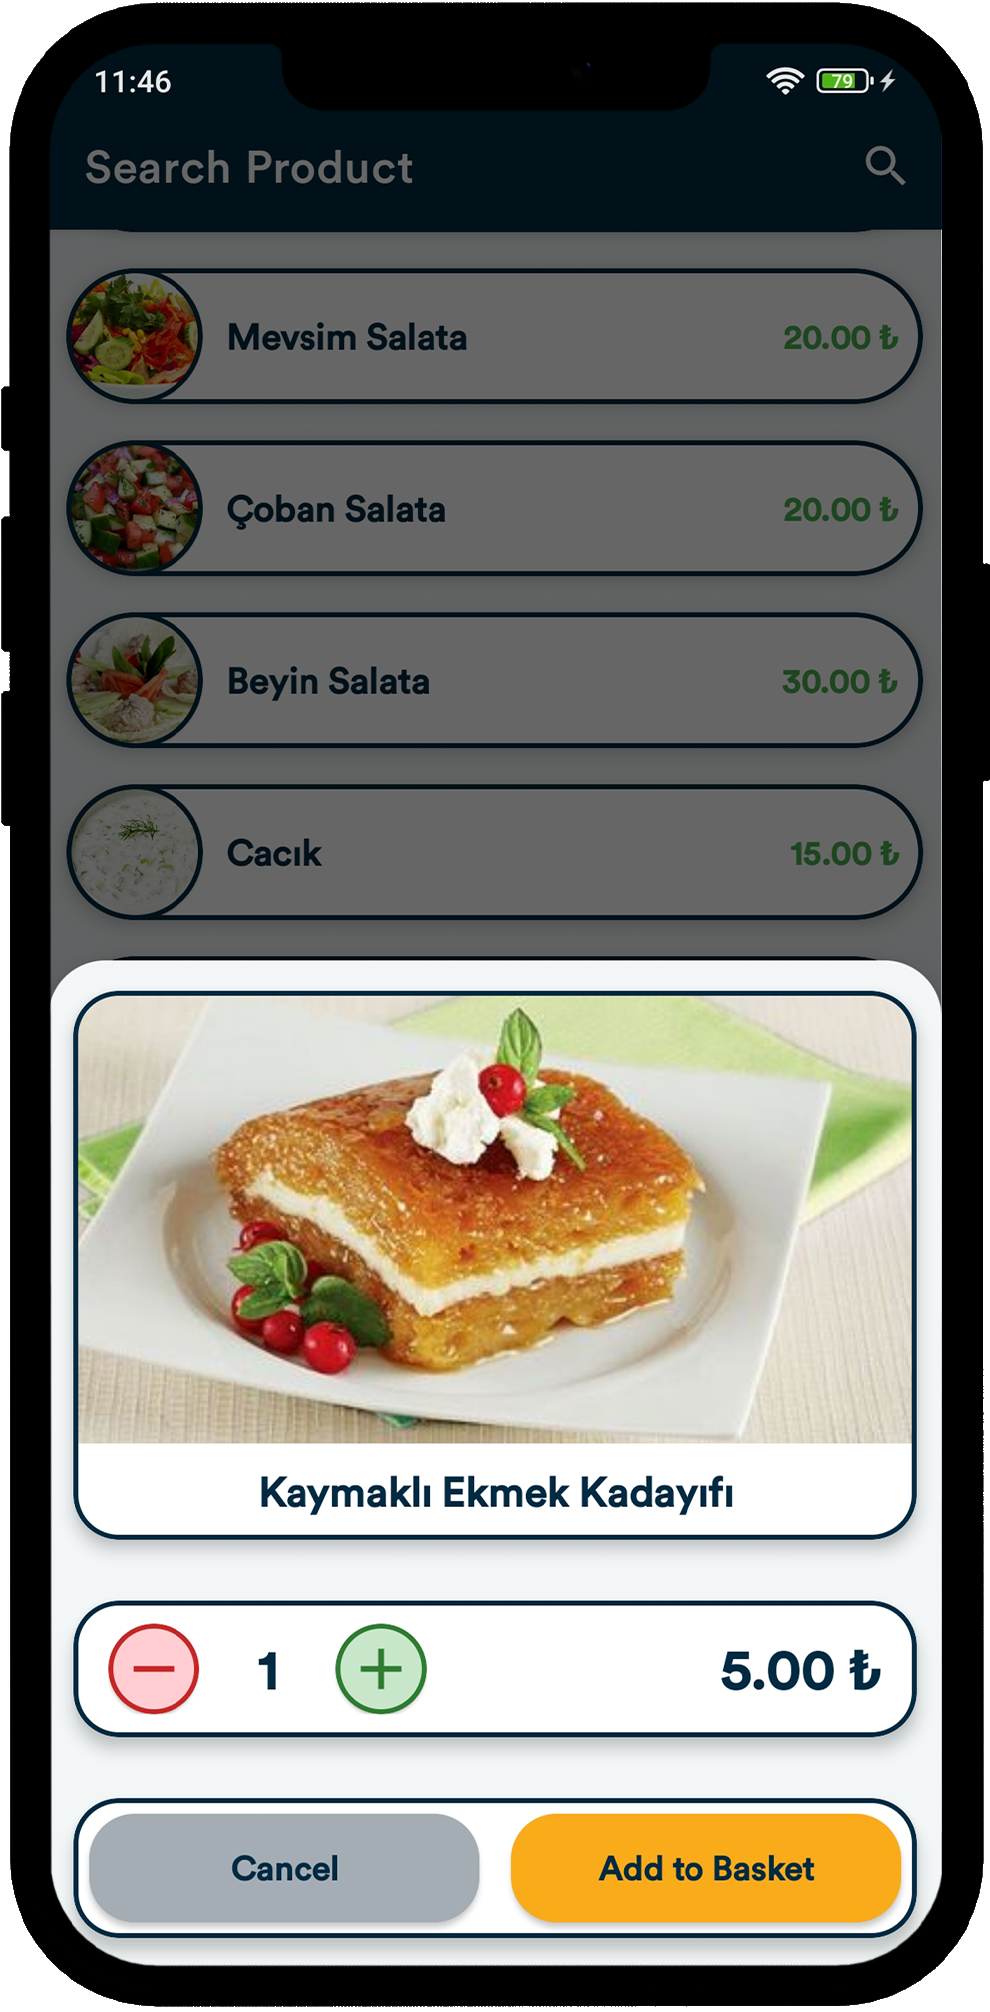 11:46
79
Search Product
Mevsim Salata 20.00 ₺
Çoban Salata 20.00 ₺
Beyin Salata 30.00 ₺
Cacık 15.00 ₺
Kaymaklı Ekmek Kadayıfı
1 5.00 ₺
Cancel Add to Basket